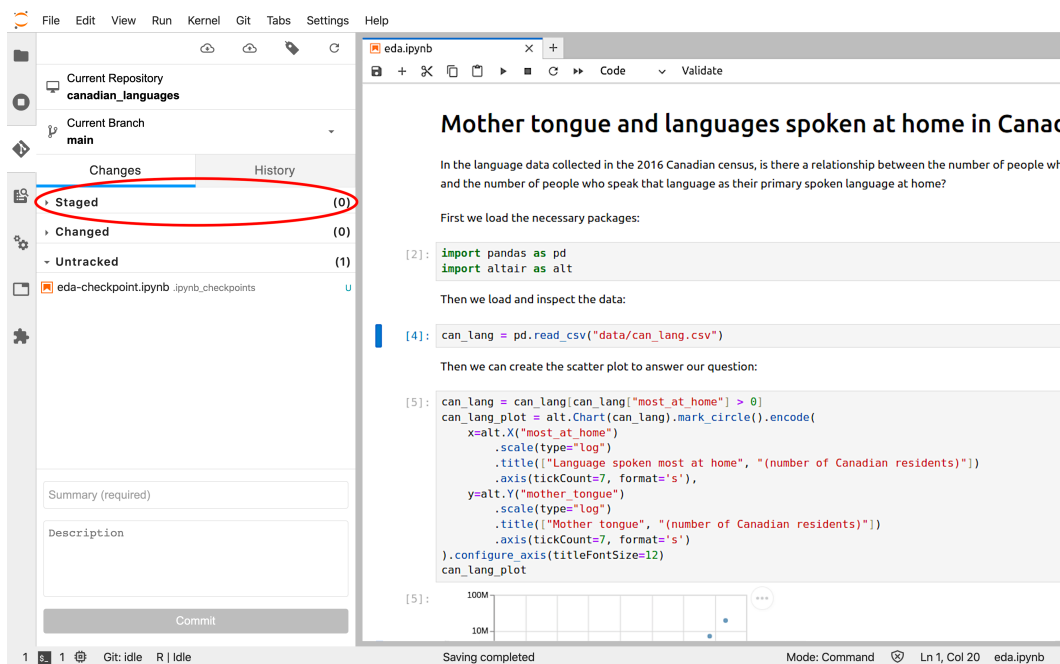 File Edit View Run Kernel Git Tabs Settings Help
Current Repository
canadian_languages
Current Branch
main
Changes History
Staged (0)
Changed (0)
Untracked (1)
eda-checkpoint.ipynb .ipynb_checkpoints U
Summary (required)
Description
Commit
eda.ipynb
Code Validate
Mother tongue and languages spoken at home in Canad
In the language data collected in the 2016 Canadian census, is there a relationship between the number of people wh
and the number of people who speak that language as their primary spoken language at home?
First we load the necessary packages:
[2]: import pandas as pd
import altair as alt
Then we load and inspect the data:
[4]: can_lang = pd.read_csv("data/can_lang.csv")
Then we can create the scatter plot to answer our question:
[5]: can_lang = can_lang[can_lang["most_at_home"] > 0]
can_lang_plot = alt.Chart(can_lang).mark_circle().encode(
    x=alt.X("most_at_home")
        .scale(type="log")
        .title(["Language spoken most at home", "(number of Canadian residents)"])
        .axis(tickCount=7, format='s'),
    y=alt.Y("mother_tongue")
        .scale(type="log")
        .title(["Mother tongue", "(number of Canadian residents)"])
        .axis(tickCount=7, format='s')
).configure_axis(titleFontSize=12)
can_lang_plot
[5]: 100M
10M
1 $_ 1 Git: idle R | Idle Saving completed Mode: Command Ln 1, Col 20 eda.ipynb